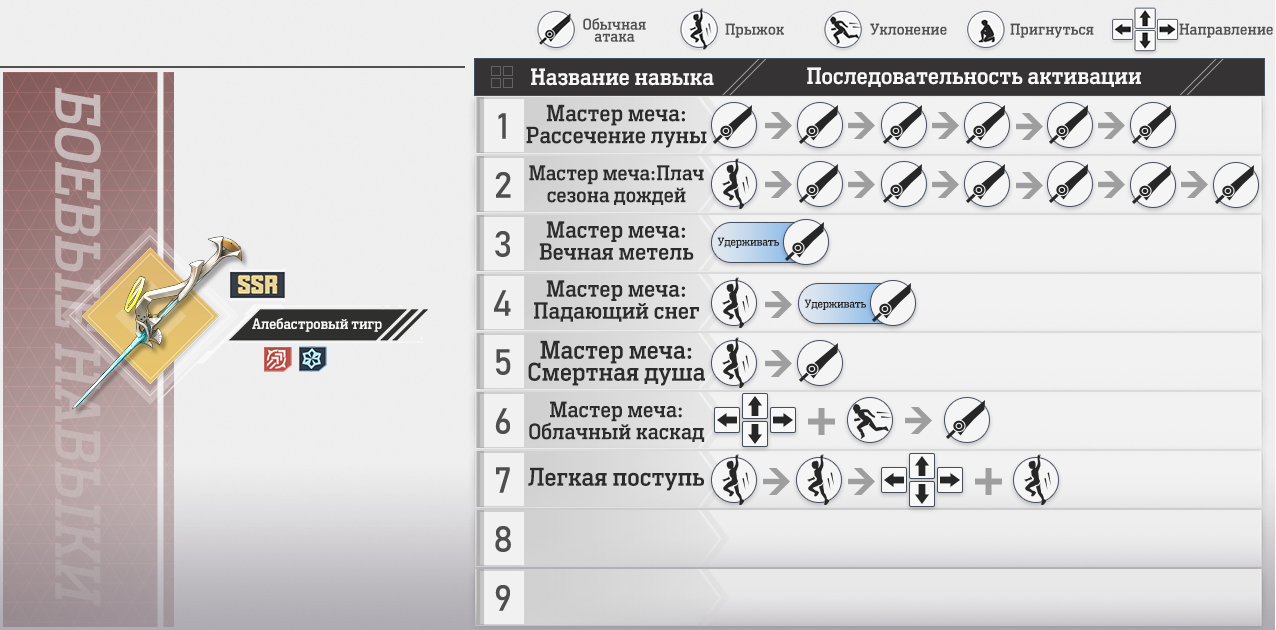 Обычная
атака
Прыжок
Уклонение
Пригнуться
Направление
БОЕВЫЕ НАВЫКИ
SSR
Алебастровый тигр
Название навыка
Последовательность активации
1
Мастер меча:
Рассечение луны
2
Мастер меча:Плач
сезона дождей
3
Мастер меча:
Вечная метель
Удерживать
4
Мастер меча:
Падающий снег
Удерживать
5
Мастер меча:
Смертная душа
6
Мастер меча:
Облачный каскад
7
Легкая поступь
8
9